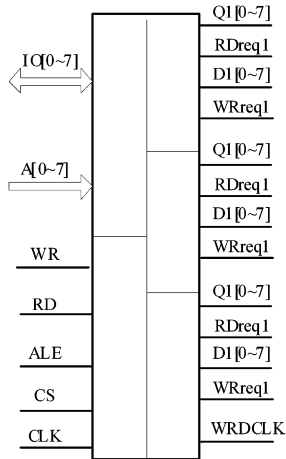 IO[0~7]
A[0~7]
WR
RD
ALE
CS
CLK
Q1[0~7]
RDreq1
D1[0~7]
WRreq1
Q1[0~7]
RDreq1
D1[0~7]
WRreq1
Q1[0~7]
RDreq1
D1[0~7]
WRreq1
WRDCLK